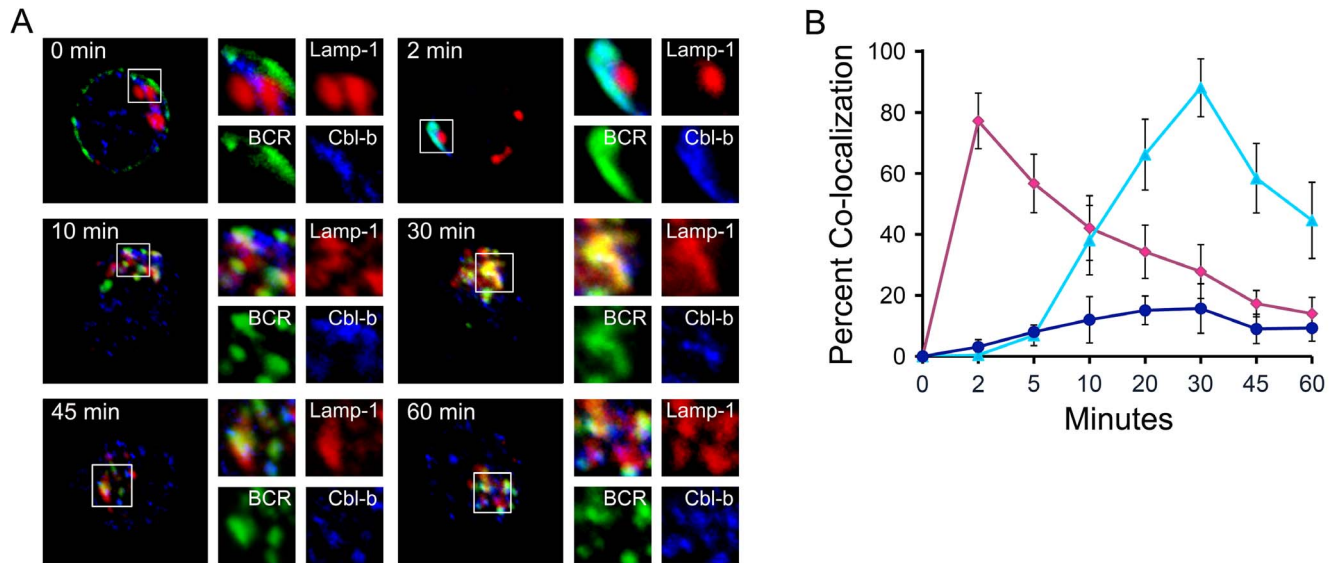 A
0 min
Lamp-1
BCR
Cbl-b
2 min
Lamp-1
BCR
Cbl-b
10 min
Lamp-1
BCR
Cbl-b
30 min
Lamp-1
BCR
Cbl-b
45 min
Lamp-1
BCR
Cbl-b
60 min
Lamp-1
BCR
Cbl-b
B
Percent Co-localization
100
80
60
40
20
0
0 2 5 10 20 30 45 60
Minutes